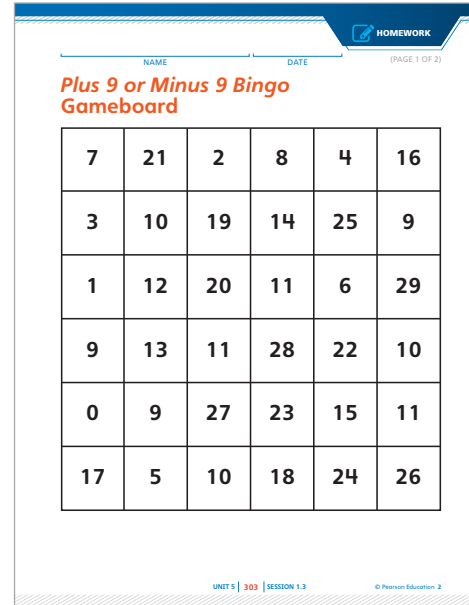 HOMEWORK
NAME DATE (PAGE 1 OF 2)
Plus 9 or Minus 9 Bingo
Gameboard
7 21 2 8 4 16
3 10 19 14 25 9
1 12 20 11 6 29
9 13 11 28 22 10
0 9 27 23 15 11
17 5 10 18 24 26
UNIT 5 303 SESSION 1.3 © Pearson Education 2